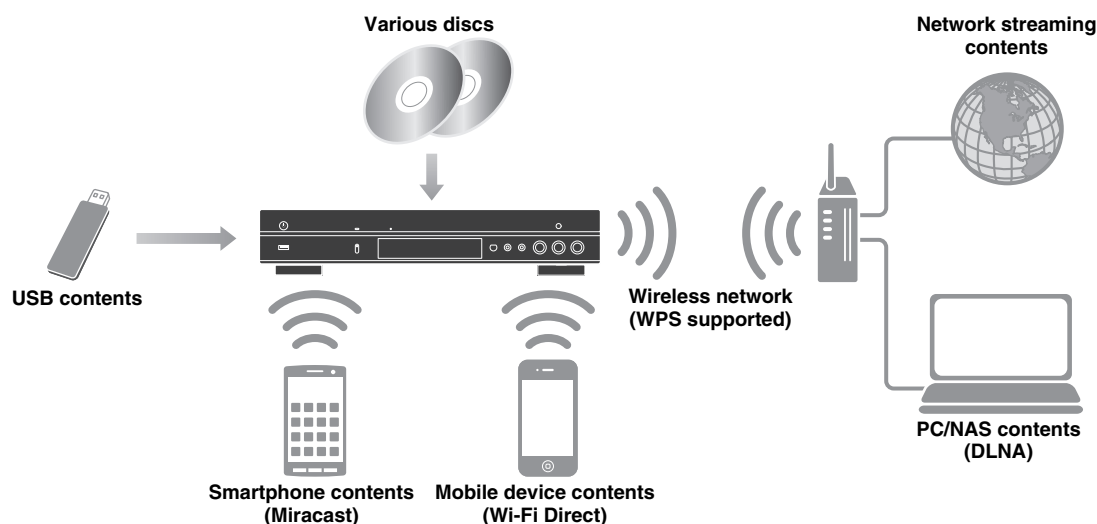 Various discs
Network streaming
contents
USB contents
Wireless network
(WPS supported)
PC/NAS contents
(DLNA)
Smartphone contents
(Miracast)
Mobile device contents
(Wi-Fi Direct)